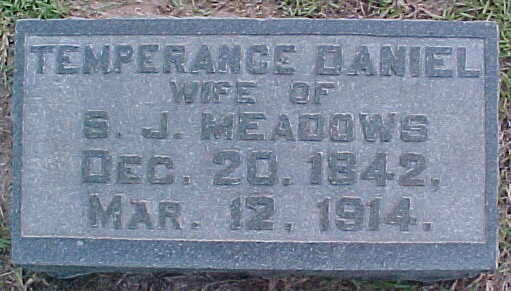 TEMPERANCE DANIEL
WIFE OF
S. J. MEADOWS
DEC. 20, 1842,
MAR. 12, 1914.